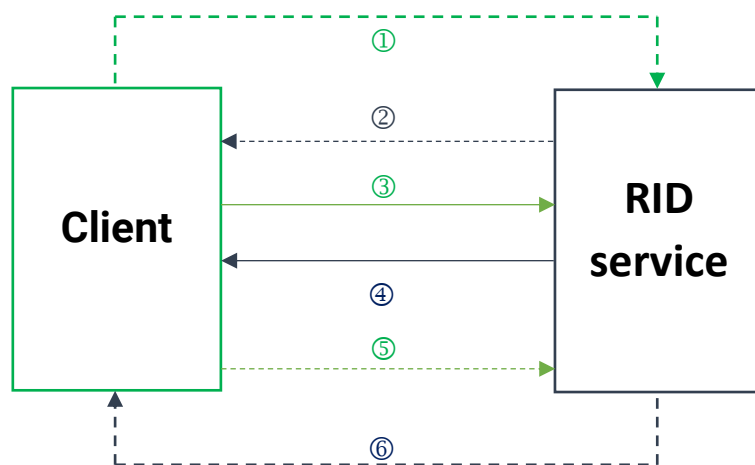 ①
②
③
Client
RID
service
④
⑤
⑥